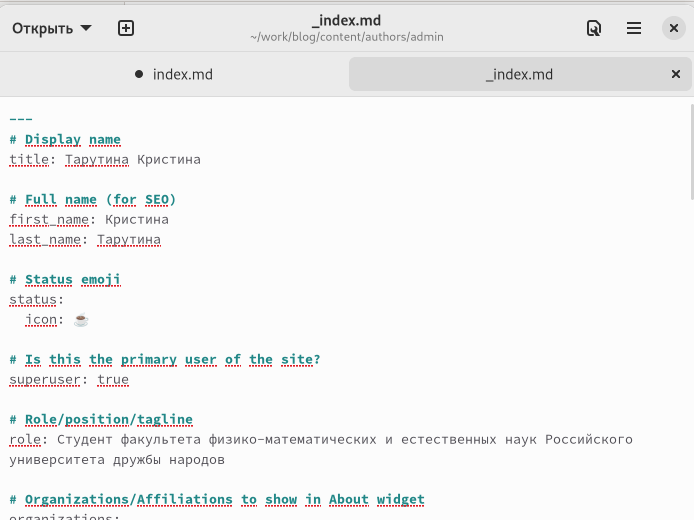 Открыть
_index.md
~/work/blog/content/authors/admin
index.md
_index.md
---
# Display name
title: Тарутина Кристина
# Full name (for SEO)
first_name: Кристина
last_name: Тарутина
# Status emoji
status:
icon: ☕
# Is this the primary user of the site?
superuser: true
# Role/position/tagline
role: Студент факультета физико-математических и естественных наук Российского
университета дружбы народов
# Organizations/Affiliations to show in About widget
organizations: